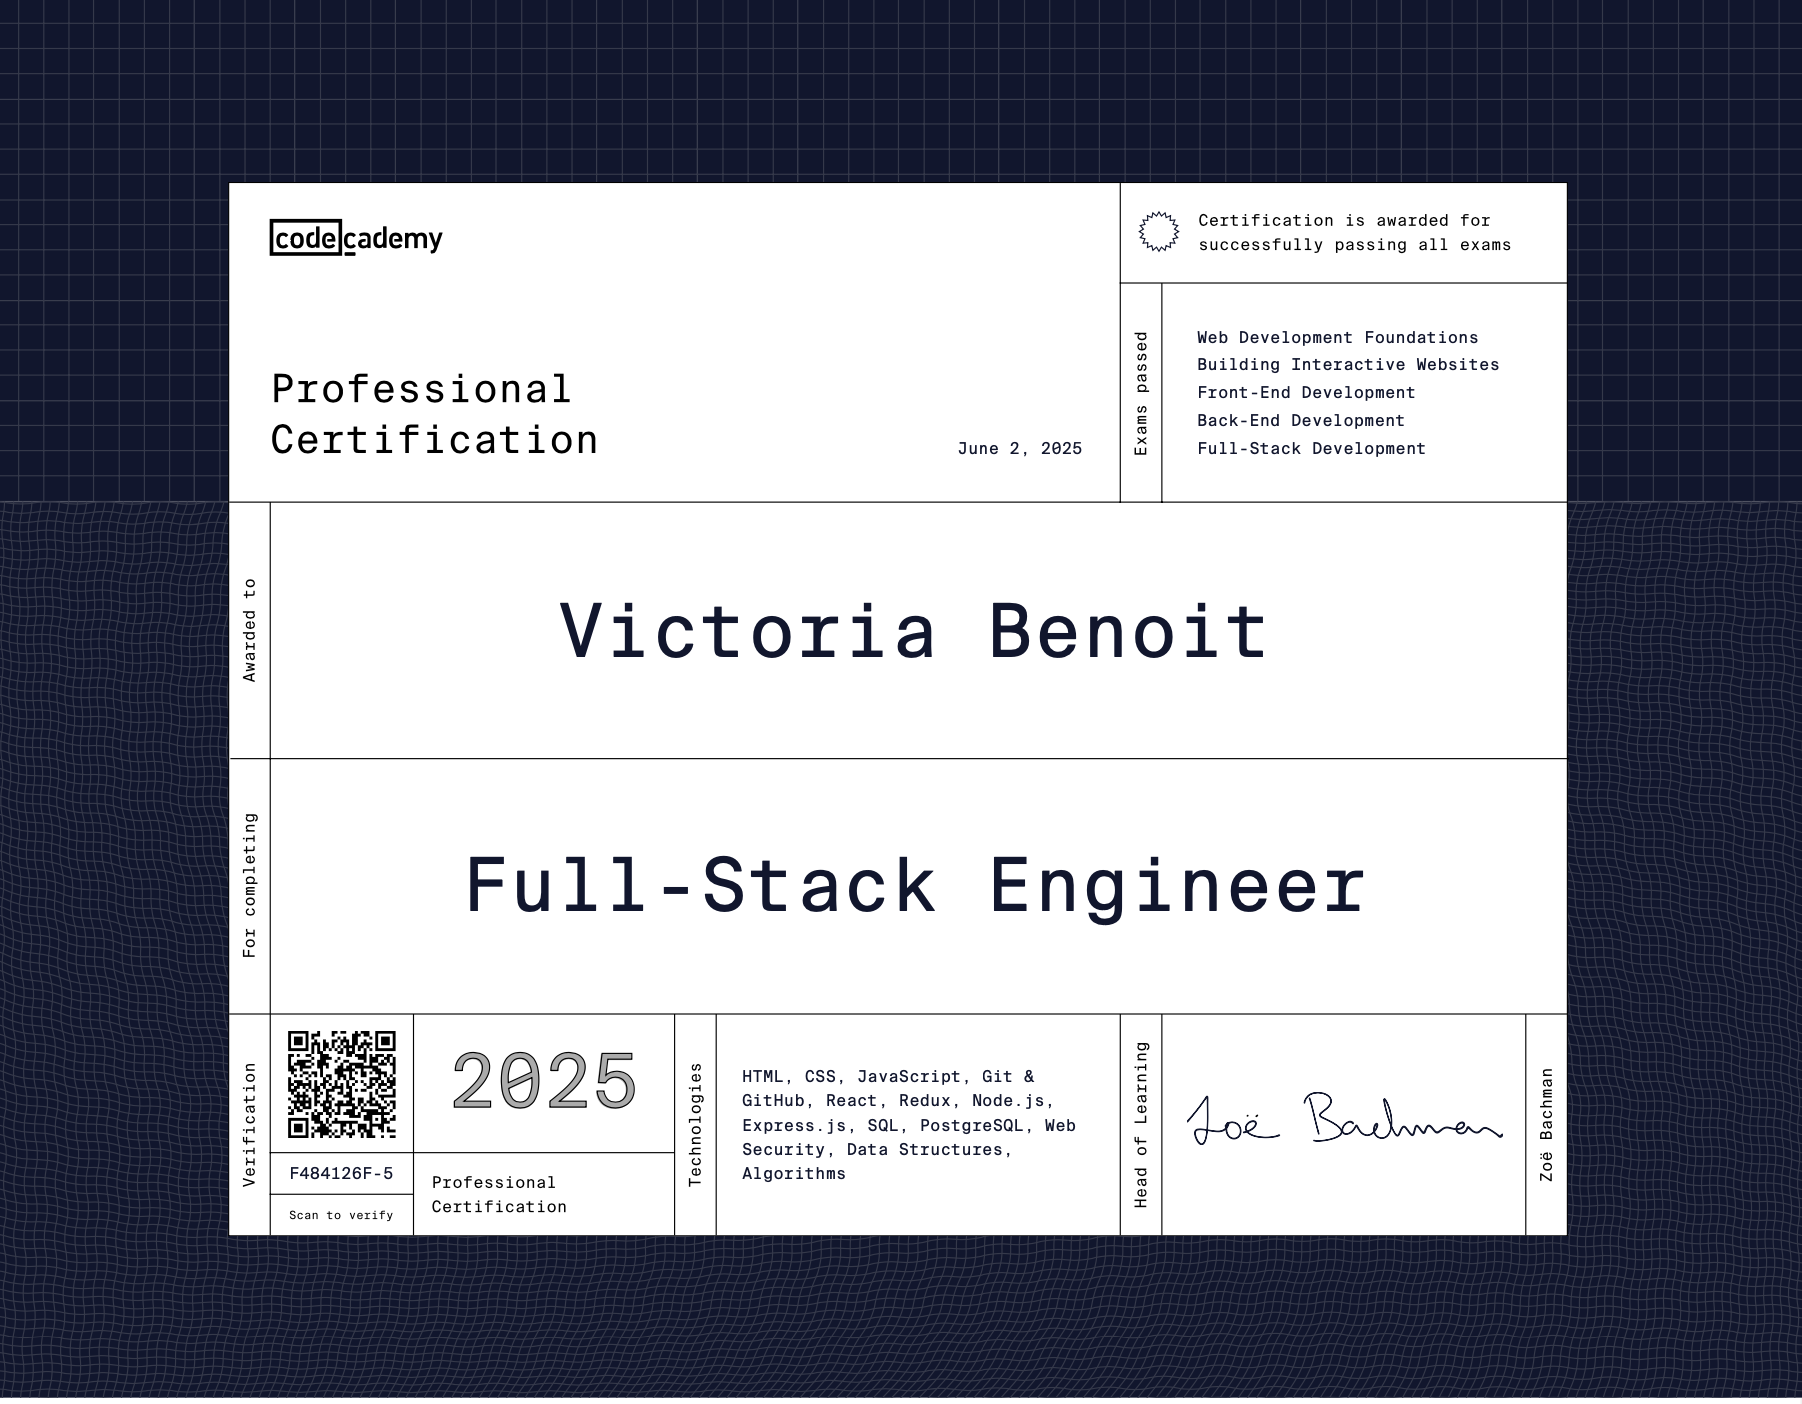 codecademy
Certification is awarded for
successfully passing all exams
Professional
Certification
June 2, 2025
Exams passed
Web Development Foundations
Building Interactive Websites
Front-End Development
Back-End Development
Full-Stack Development
Awarded to
Victoria Benoit
For completing
Full-Stack Engineer
Verification
F484126F-5
Scan to verify
2025
Professional
Certification
Technologies
HTML, CSS, JavaScript, Git &
GitHub, React, Redux, Node.js,
Express.js, SQL, PostgreSQL, Web
Security, Data Structures,
Algorithms
Head of Learning
Zoë Bachman
Zoë Bachman